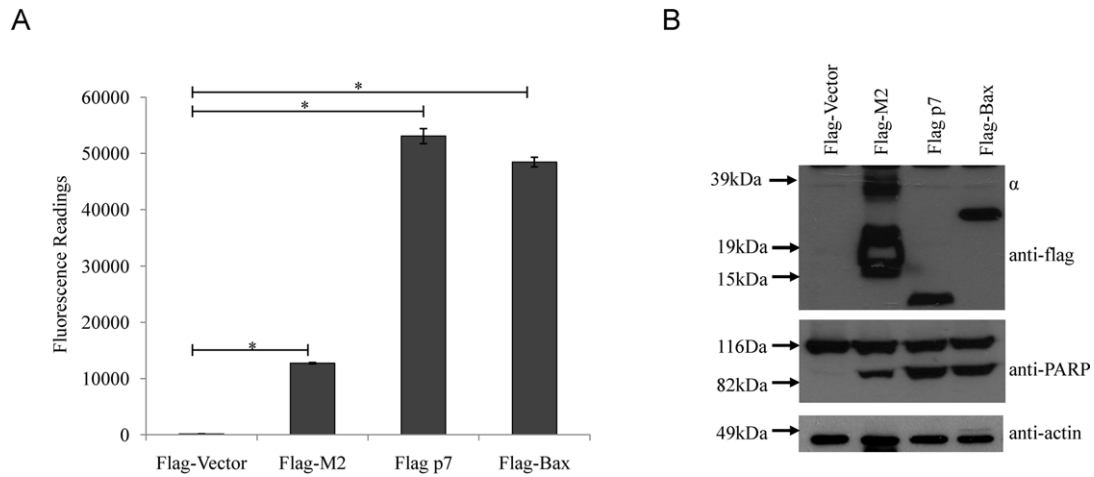 A
Fluorescence Readings
60000
50000
40000
30000
20000
10000
0
*
*
*
Flag-Vector Flag-M2 Flag p7 Flag-Bax
B
Flag-Vector
Flag-M2
Flag p7
Flag-Bax
39kDa α
19kDa
anti-flag
15kDa
116Da
anti-PARP
82kDa
49kDa anti-actin